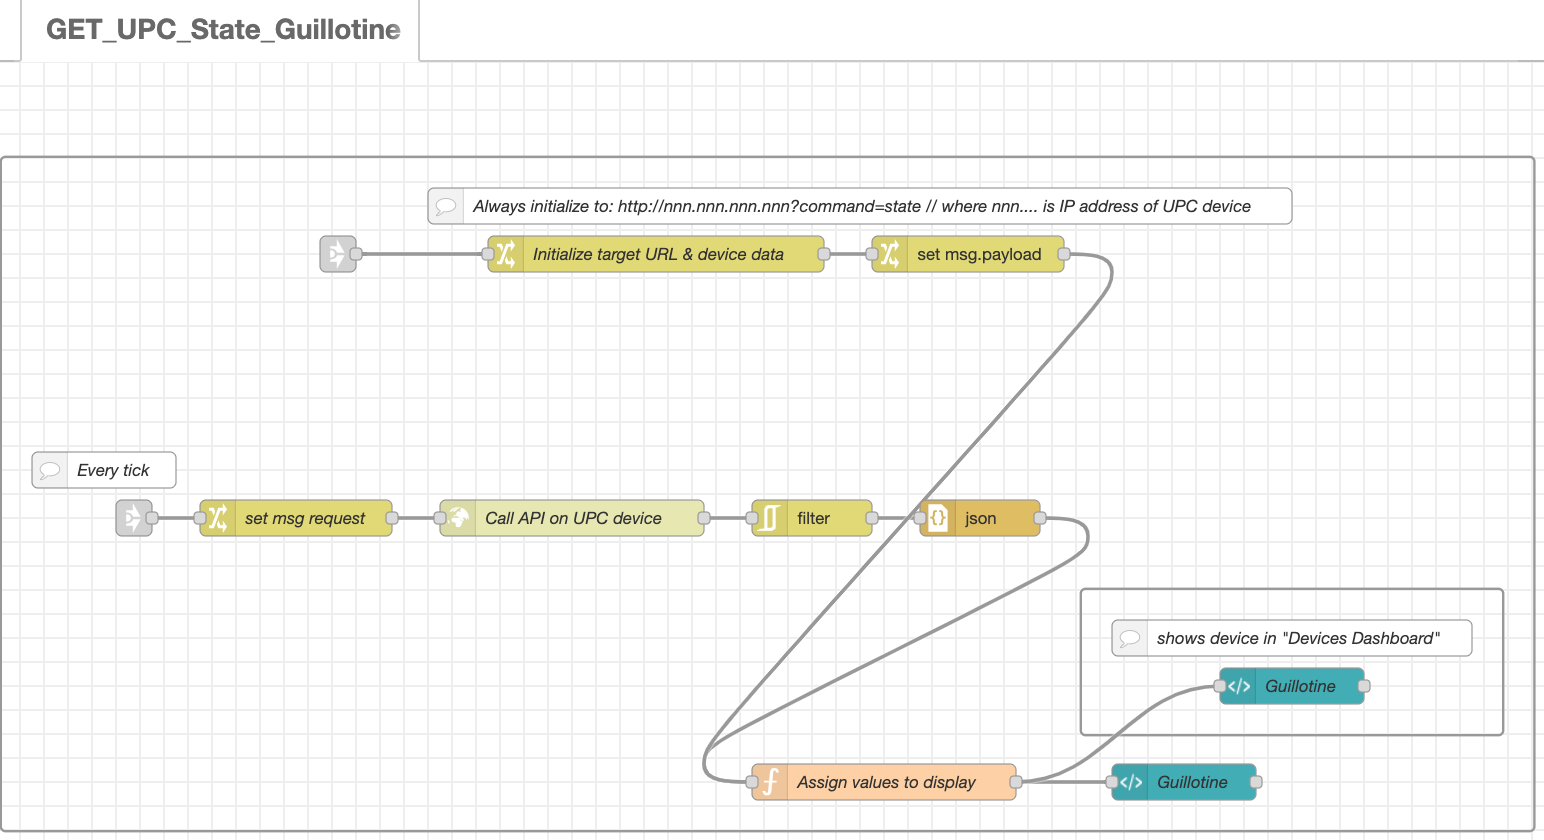 GET_UPC_State_Guillotine
Always initialize to: http://nnn.nnn.nnn.nnn?command=state // where nnn.... is IP address of UPC device
Initialize target URL & device data
set msg.payload
Every tick
set msg request
Call API on UPC device
filter
json
shows device in "Devices Dashboard"
Guillotine
Assign values to display
Guillotine